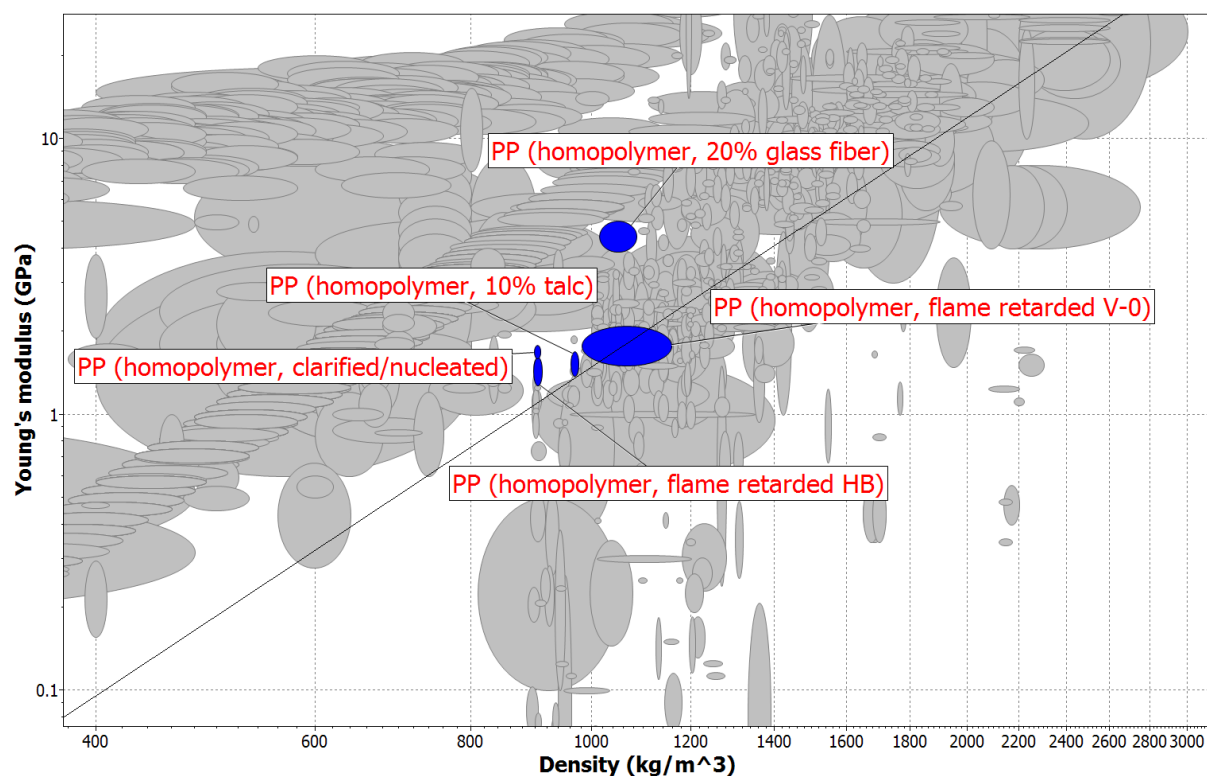 10
PP (homopolymer, 20% glass fiber)
Young's modulus (GPa)
PP (homopolymer, 10% talc)
PP (homopolymer, flame retarded V-0)
PP (homopolymer, clarified/nucleated)
1
PP (homopolymer, flame retarded HB)
0.1
400 600 800 1000 1200 1400 1600 1800 2000 2200 2400 2600 2800 3000
Density (kg/m^3)